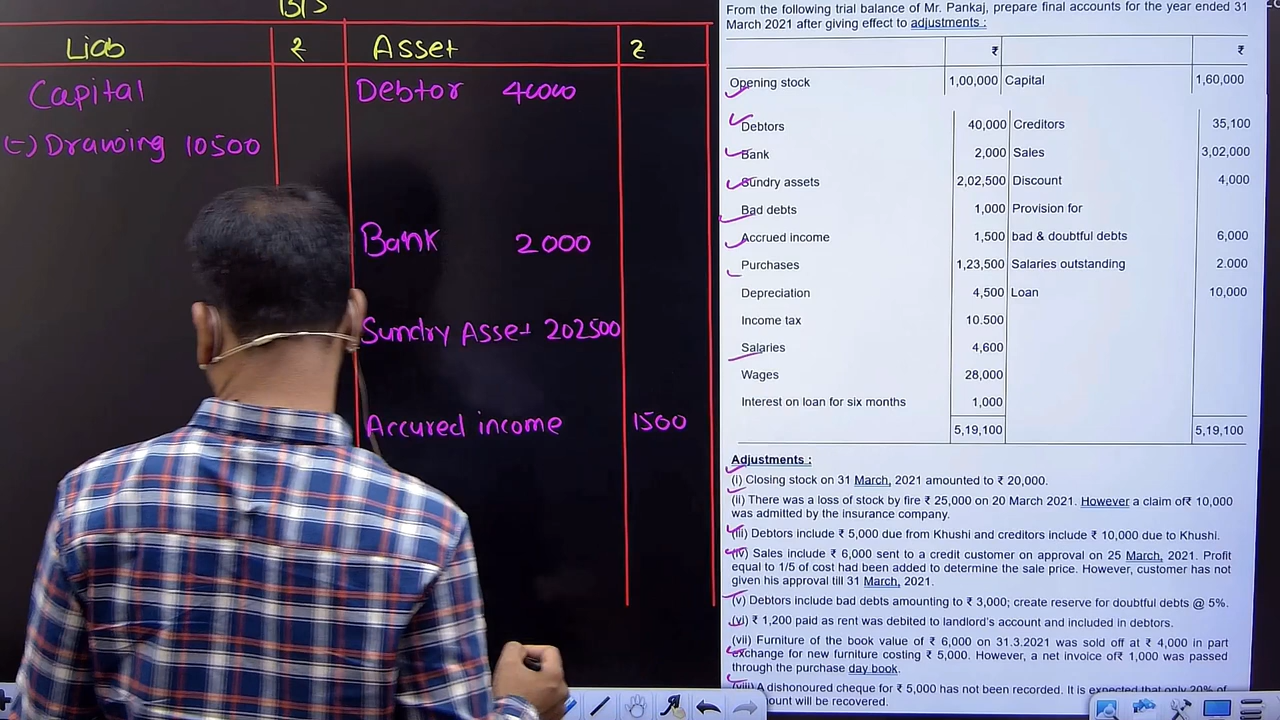 B/S
Liab ₹ Asset ₹
Capital Debtor 40000
(-) Drawing 10500
Bank 2000
Sundry Asset 202500
Accured income 1500
From the following trial balance of Mr. Pankaj, prepare final accounts for the year ended 31
March 2021 after giving effect to adjustments :
₹ ₹
Opening stock 1,00,000 Capital 1,60,000
Debtors 40,000 Creditors 35,100
Bank 2,000 Sales 3,02,000
Sundry assets 2,02,500 Discount 4,000
Bad debts 1,000 Provision for
Accrued income 1,500 bad & doubtful debts 6,000
Purchases 1,23,500 Salaries outstanding 2.000
Depreciation 4,500 Loan 10,000
Income tax 10.500
Salaries 4,600
Wages 28,000
Interest on loan for six months 1,000
5,19,100 5,19,100
Adjustments :
(i) Closing stock on 31 March, 2021 amounted to ₹ 20,000.
(ii) There was a loss of stock by fire ₹ 25,000 on 20 March 2021. However a claim of₹ 10,000
was admitted by the insurance company.
(iii) Debtors include ₹ 5,000 due from Khushi and creditors include ₹ 10,000 due to Khushi.
(iv) Sales include ₹ 6,000 sent to a credit customer on approval on 25 March, 2021. Profit
equal to 1/5 of cost had been added to determine the sale price. However, customer has not
given his approval till 31 March, 2021.
(v) Debtors include bad debts amounting to ₹ 3,000; create reserve for doubtful debts @ 5%.
(vi) ₹ 1,200 paid as rent was debited to landlord's account and included in debtors.
(vii) Furniture of the book value of ₹ 6,000 on 31.3.2021 was sold off at ₹ 4,000 in part
exchange for new furniture costing ₹ 5,000. However, a net invoice of₹ 1,000 was passed
through the purchase day book.
(viii) A dishonoured cheque for ₹ 5,000 has not been recorded. It is expected that only 20% of
ount will be recovered.